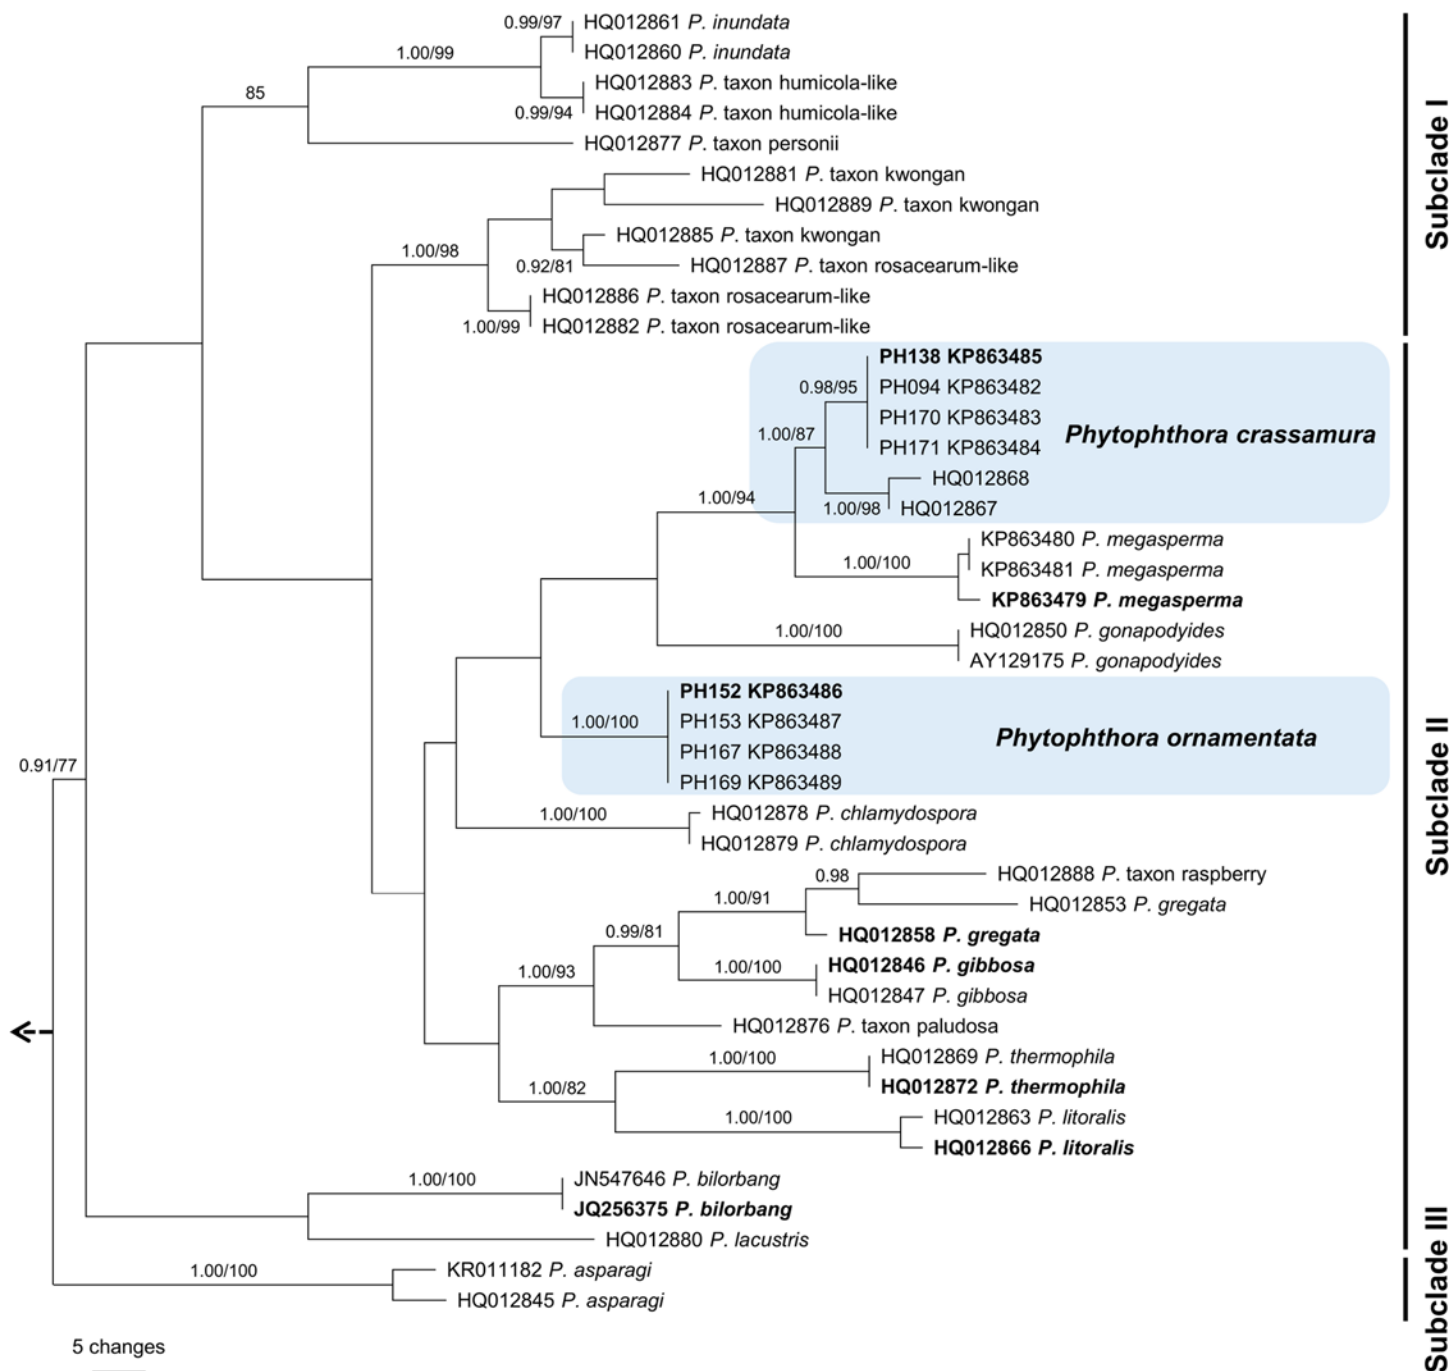 0.99/97
HQ012861 P. inundata
HQ012860 P. inundata
1.00/99
HQ012883 P. taxon humicola-like
85
0.99/94
HQ012884 P. taxon humicola-like
HQ012877 P. taxon personii
HQ012881 P. taxon kwongan
HQ012889 P. taxon kwongan
HQ012885 P. taxon kwongan
1.00/98
0.92/81
HQ012887 P. taxon rosacearum-like
HQ012886 P. taxon rosacearum-like
1.00/99
HQ012882 P. taxon rosacearum-like
Subclade I
PH138 KP863485
0.98/95
PH094 KP863482
PH170 KP863483
1.00/87
Phytophthora crassamura
PH171 KP863484
HQ012868
1.00/94
1.00/98
HQ012867
KP863480 P. megasperma
1.00/100
KP863481 P. megasperma
KP863479 P. megasperma
1.00/100
HQ012850 P. gonapodyides
AY129175 P. gonapodyides
PH152 KP863486
1.00/100
PH153 KP863487
Phytophthora ornamentata
PH167 KP863488
0.91/77
PH169 KP863489
1.00/100
HQ012878 P. chlamydospora
HQ012879 P. chlamydospora
Subclade II
0.98
HQ012888 P. taxon raspberry
1.00/91
HQ012853 P. gregata
0.99/81
HQ012858 P. gregata
1.00/100
HQ012846 P. gibbosa
1.00/93
HQ012847 P. gibbosa
HQ012876 P. taxon paludosa
1.00/100
HQ012869 P. thermophila
1.00/82
HQ012872 P. thermophila
1.00/100
HQ012863 P. litoralis
HQ012866 P. litoralis
1.00/100
JN547646 P. bilorbang
JQ256375 P. bilorbang
HQ012880 P. lacustris
1.00/100
KR011182 P. asparagi
HQ012845 P. asparagi
Subclade III
5 changes